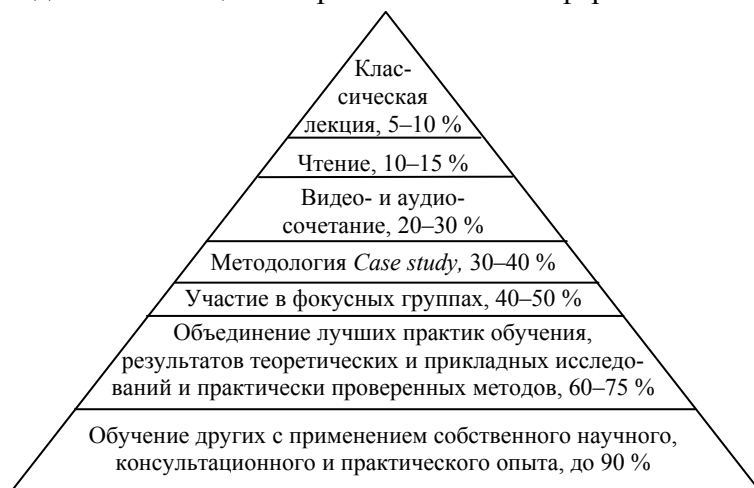 Клас-
сическая
лекция, 5–10 %
Чтение, 10–15 %
Видео- и аудио-
сочетание, 20–30 %
Методология Case study, 30–40 %
Участие в фокусных группах, 40–50 %
Объединение лучших практик обучения,
результатов теоретических и прикладных исследо-
ваний и практически проверенных методов, 60–75 %
Обучение других с применением собственного научного,
консультационного и практического опыта, до 90 %